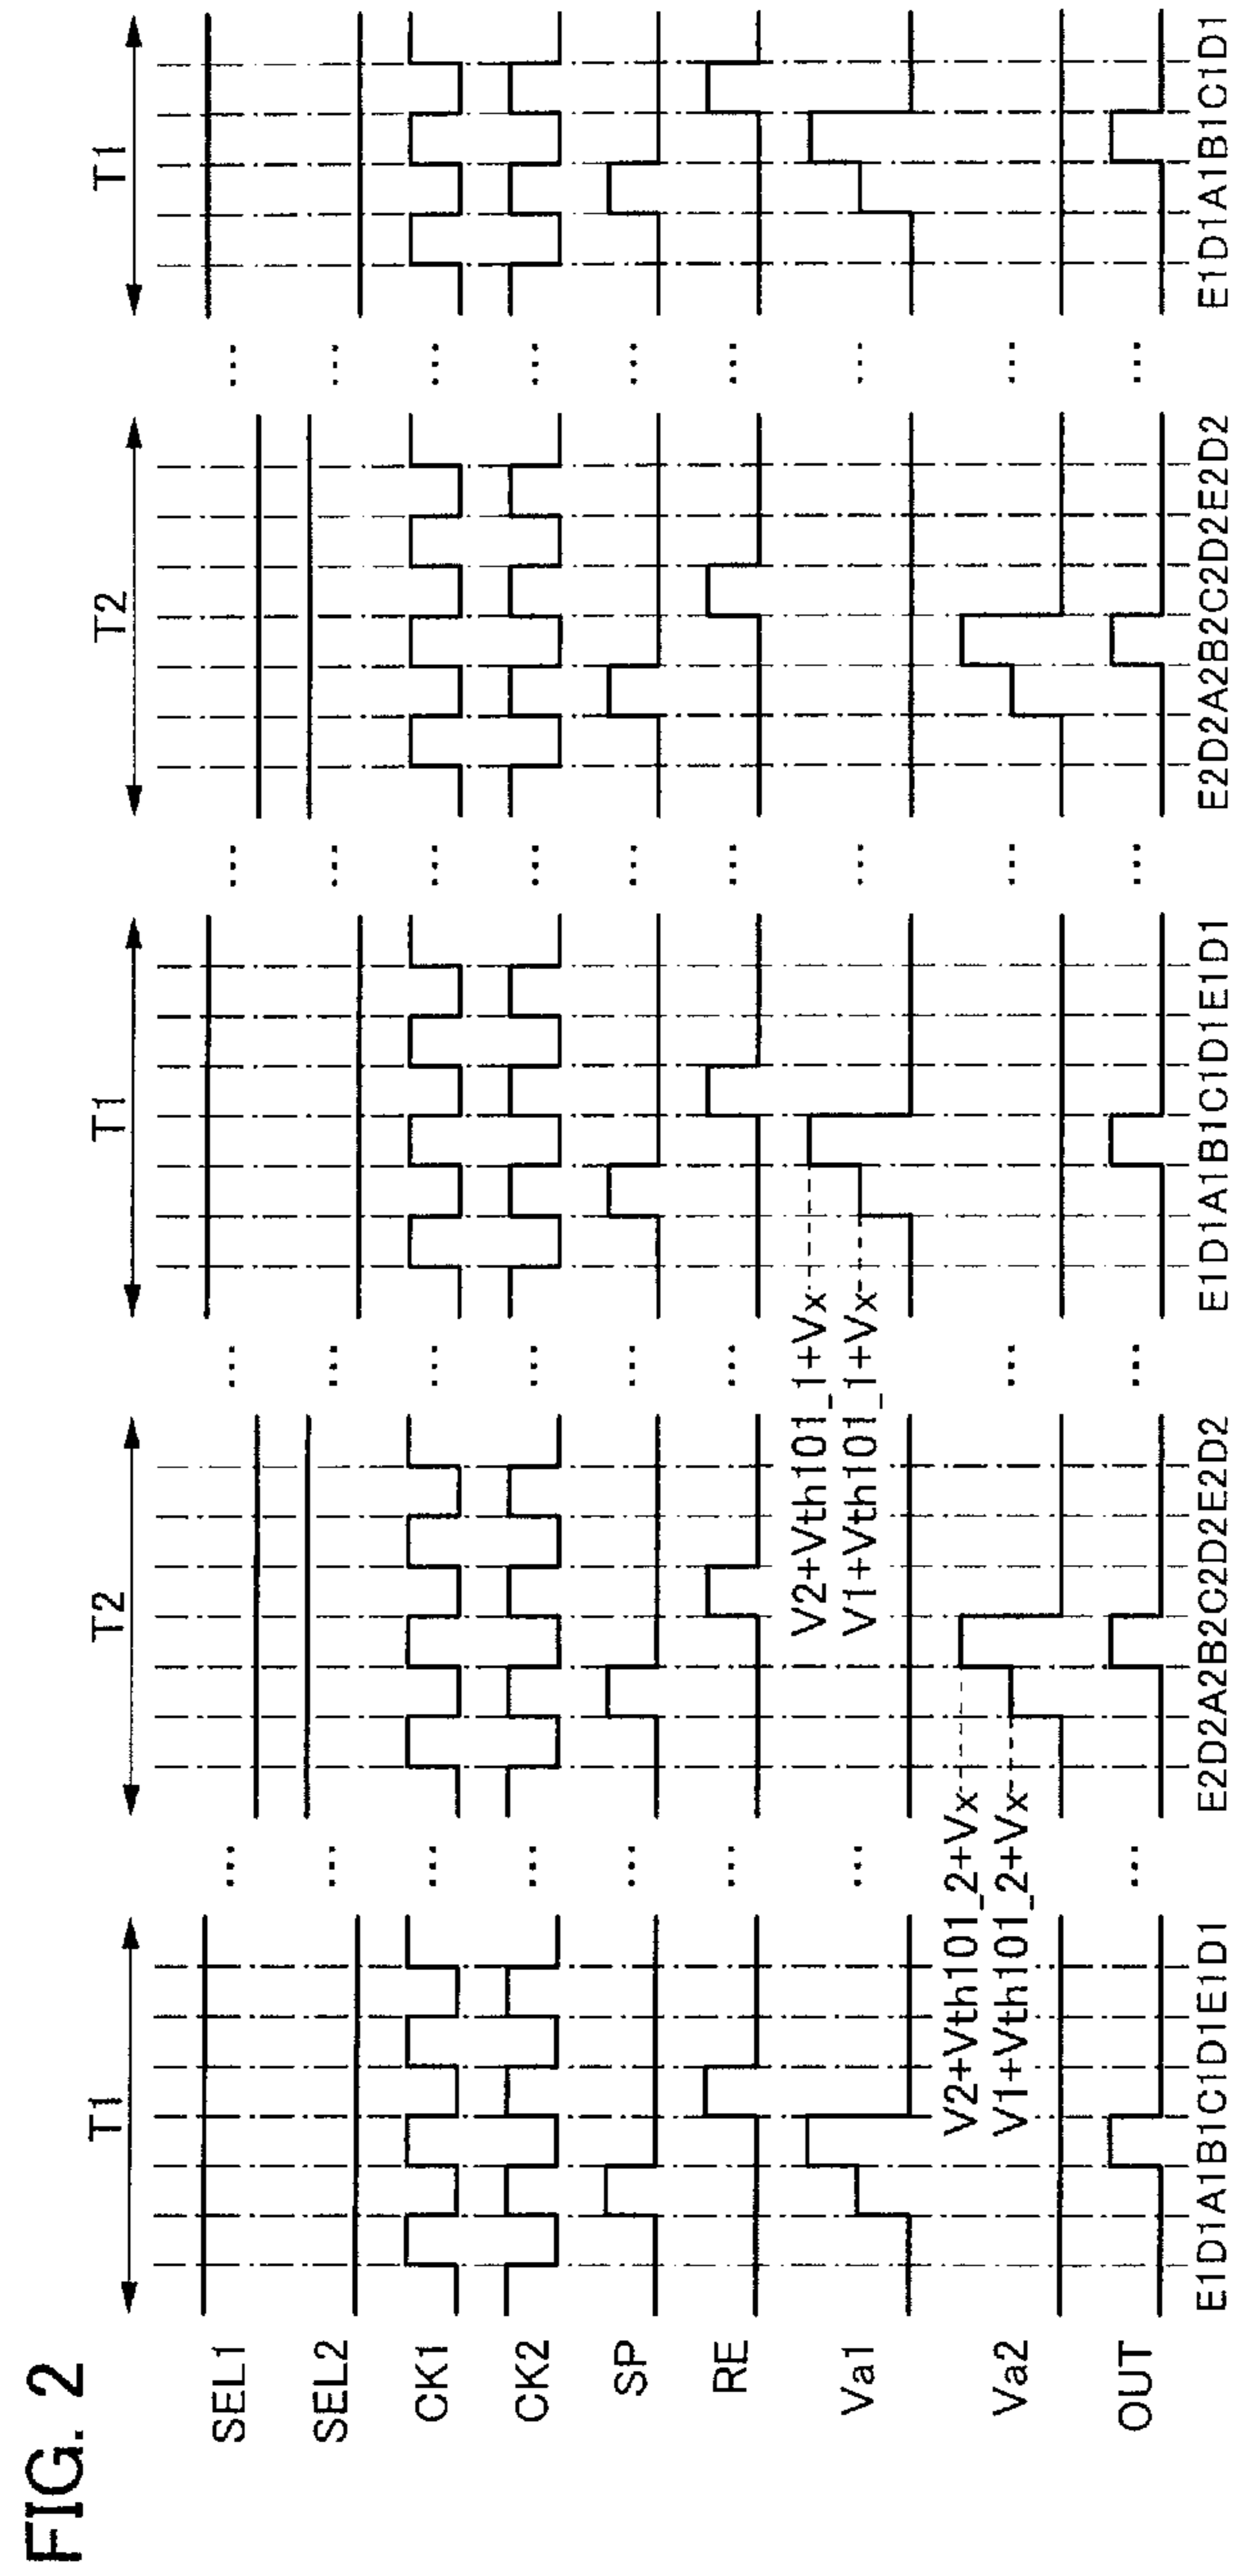 FIG. 2
T1 T2 T1 T2 T1
SEL1 ... ... ... ...
SEL2 ... ... ... ...
CK1 ... ... ... ...
CK2 ... ... ... ...
SP ... ... ... ...
RE ... ... ... ...
V2+Vth101_1+Vx
V1+Vth101_1+Vx
Va1 ... ... ...
V2+Vth101_2+Vx
V1+Vth101_2+Vx
Va2 ... ... ...
OUT ... ... ... ...
E1D1A1B1C1D1E1D1 E2D2A2B2C2D2E2D2 E1D1A1B1C1D1E1D1 E2D2A2B2C2D2E2D2 E1D1A1B1C1D1